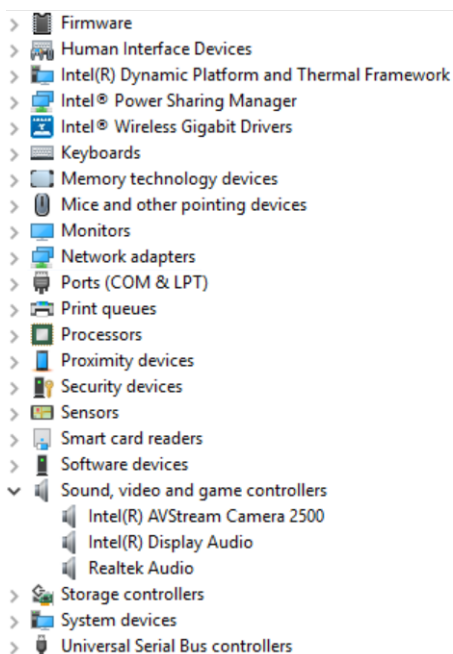 Firmware
Human Interface Devices
Intel(R) Dynamic Platform and Thermal Framework
Intel® Power Sharing Manager
Intel® Wireless Gigabit Drivers
Keyboards
Memory technology devices
Mice and other pointing devices
Monitors
Network adapters
Ports (COM & LPT)
Print queues
Processors
Proximity devices
Security devices
Sensors
Smart card readers
Software devices
Sound, video and game controllers
Intel(R) AVStream Camera 2500
Intel(R) Display Audio
Realtek Audio
Storage controllers
System devices
Universal Serial Bus controllers